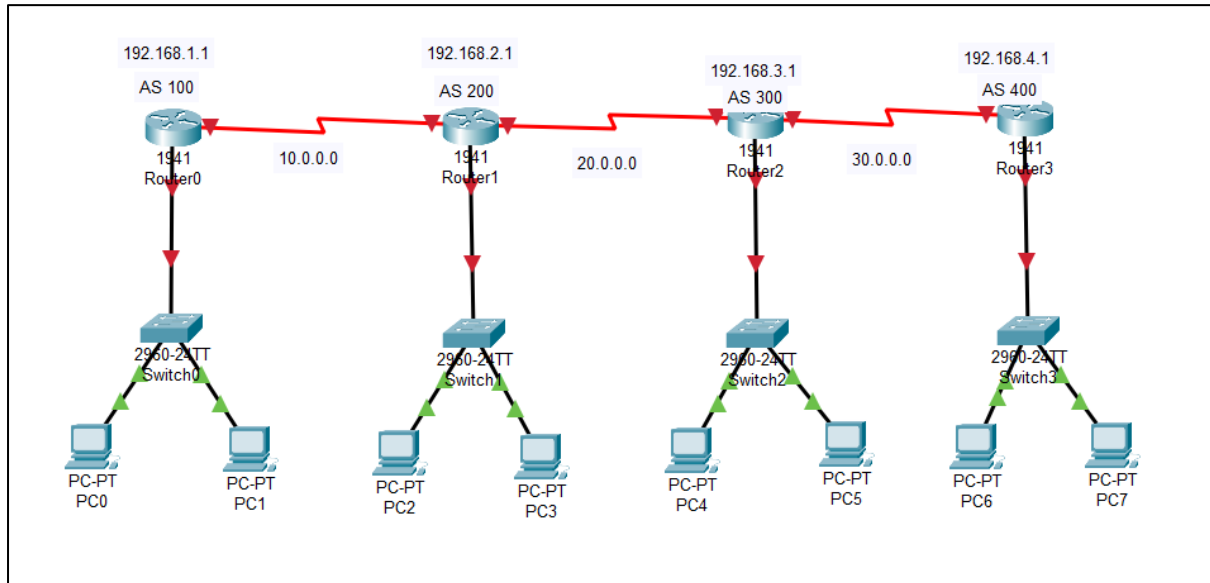 192.168.1.1
AS 100
192.168.2.1
AS 200
192.168.3.1
AS 300
192.168.4.1
AS 400
1941
Router0
10.0.0.0
1941
Router1
20.0.0.0
1941
Router2
30.0.0.0
1941
Router3
2960-24TT
Switch0
2960-24TT
Switch1
2960-24TT
Switch2
2960-24TT
Switch3
PC-PT
PC0
PC-PT
PC1
PC-PT
PC2
PC-PT
PC3
PC-PT
PC4
PC-PT
PC5
PC-PT
PC6
PC-PT
PC7